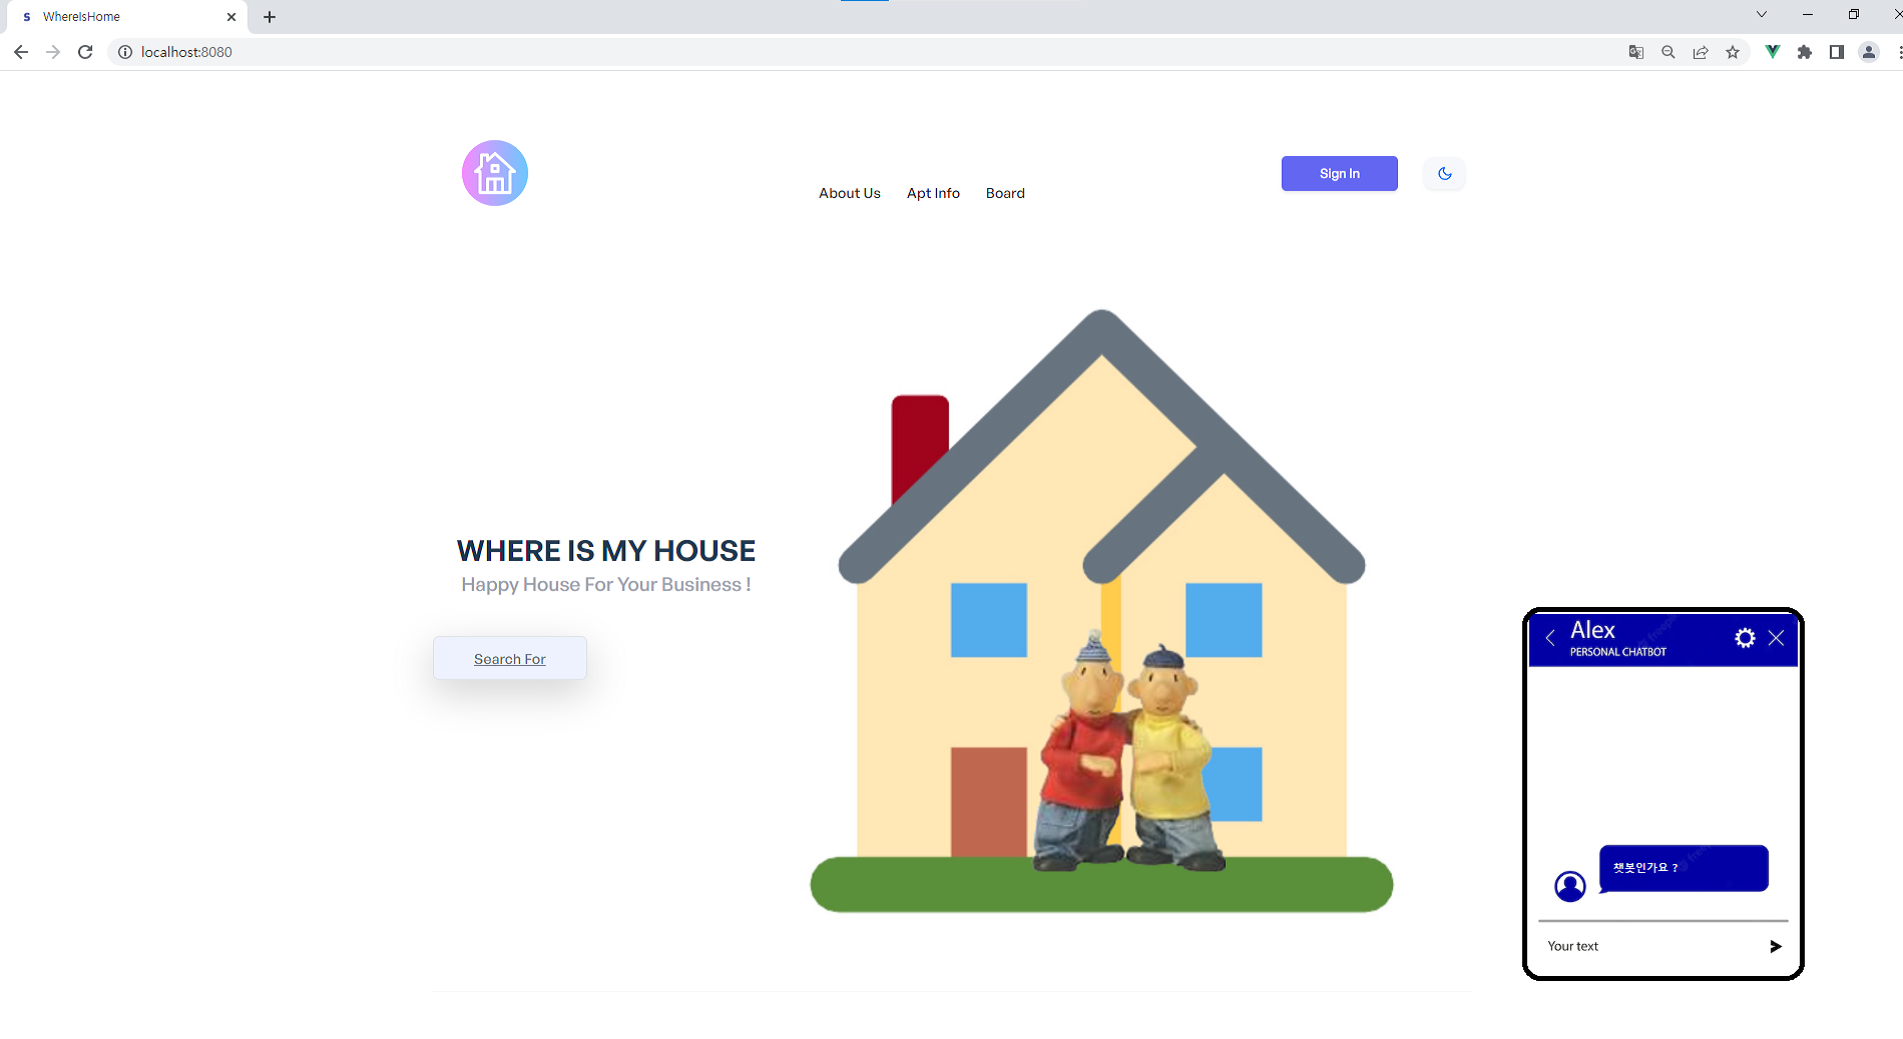 S WhereIsHome
localhost:8080
About Us Apt Info Board
Sign In
WHERE IS MY HOUSE
Happy House For Your Business !
Search For
Alex
PERSONAL CHATBOT
챗봇인가요 ?
Your text